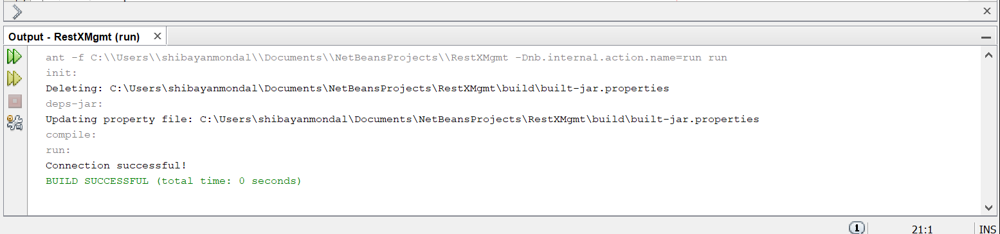 Output - RestXMgmt (run)
ant -f C:\\Users\\shibayanmondal\\Documents\\NetBeansProjects\\RestXMgmt -Dnb.internal.action.name=run run
init:
Deleting: C:\Users\shibayanmondal\Documents\NetBeansProjects\RestXMgmt\build\built-jar.properties
deps-jar:
Updating property file: C:\Users\shibayanmondal\Documents\NetBeansProjects\RestXMgmt\build\built-jar.properties
compile:
run:
Connection successful!
BUILD SUCCESSFUL (total time: 0 seconds)
1 21:1 INS